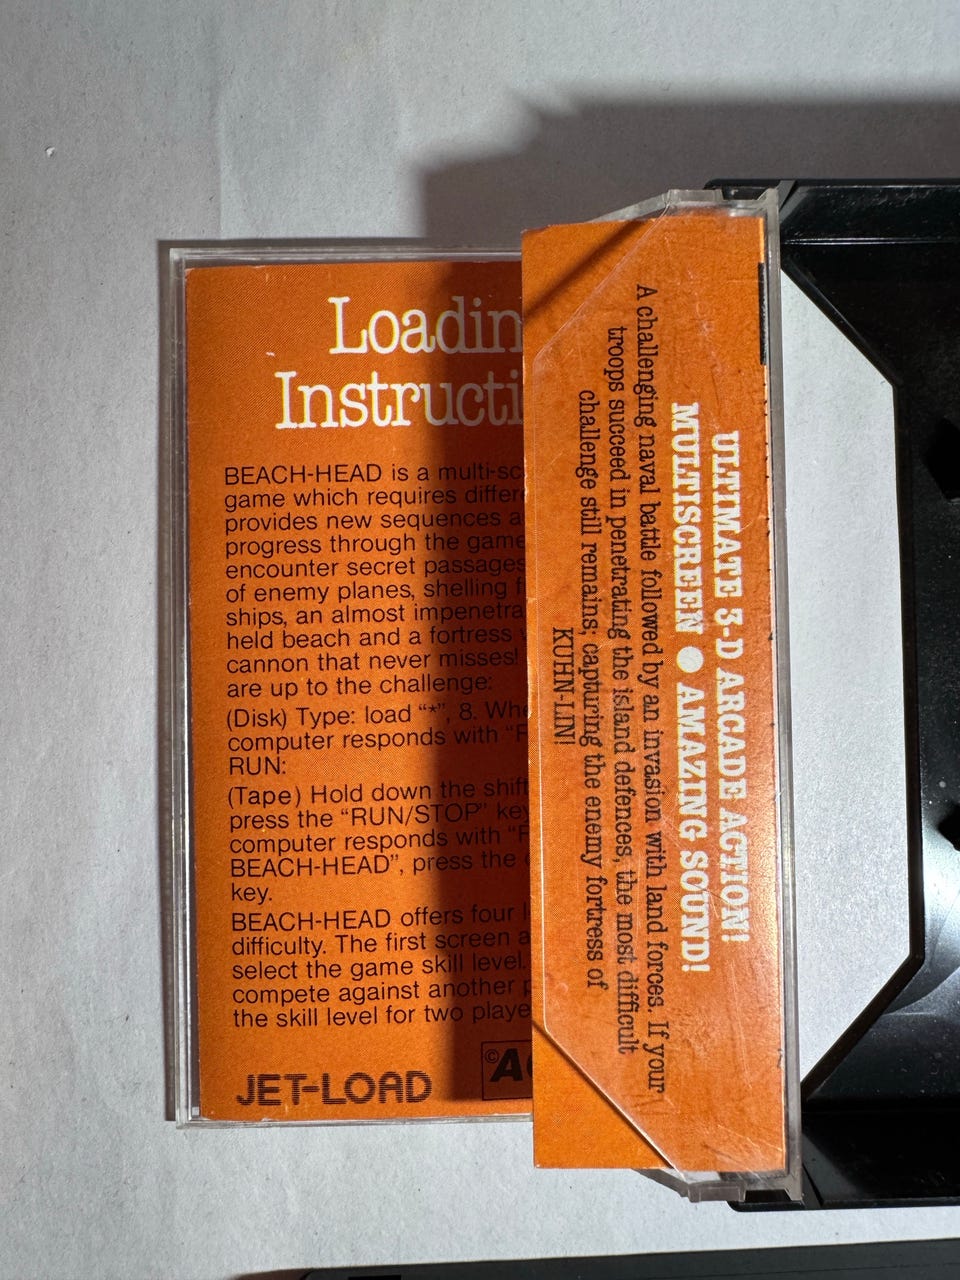 Loadin
Instructi
BEACH-HEAD is a multi-sc
game which requires differe
provides new sequences a
progress through the game
encounter secret passages
of enemy planes, shelling f
ships, an almost impenetra
held beach and a fortress
cannon that never misses!
are up to the challenge:
(Disk) Type: load “*”, 8. Whe
computer responds with “R
RUN:
(Tape) Hold down the shift
press the “RUN/STOP” key
computer responds with “F
BEACH-HEAD”, press the
key.
BEACH-HEAD offers four l
difficulty. The first screen a
select the game skill level.
compete against another p
the skill level for two playe
JET-LOAD
©AC
ULTIMATE 3-D ARCADE ACTION!
MULTISCREEN ● AMAZING SOUND!
A challenging naval battle followed by an invasion with land forces. If your
troops succeed in penetrating the island defences, the most difficult
challenge still remains; capturing the enemy fortress of
KUHN-LIN!